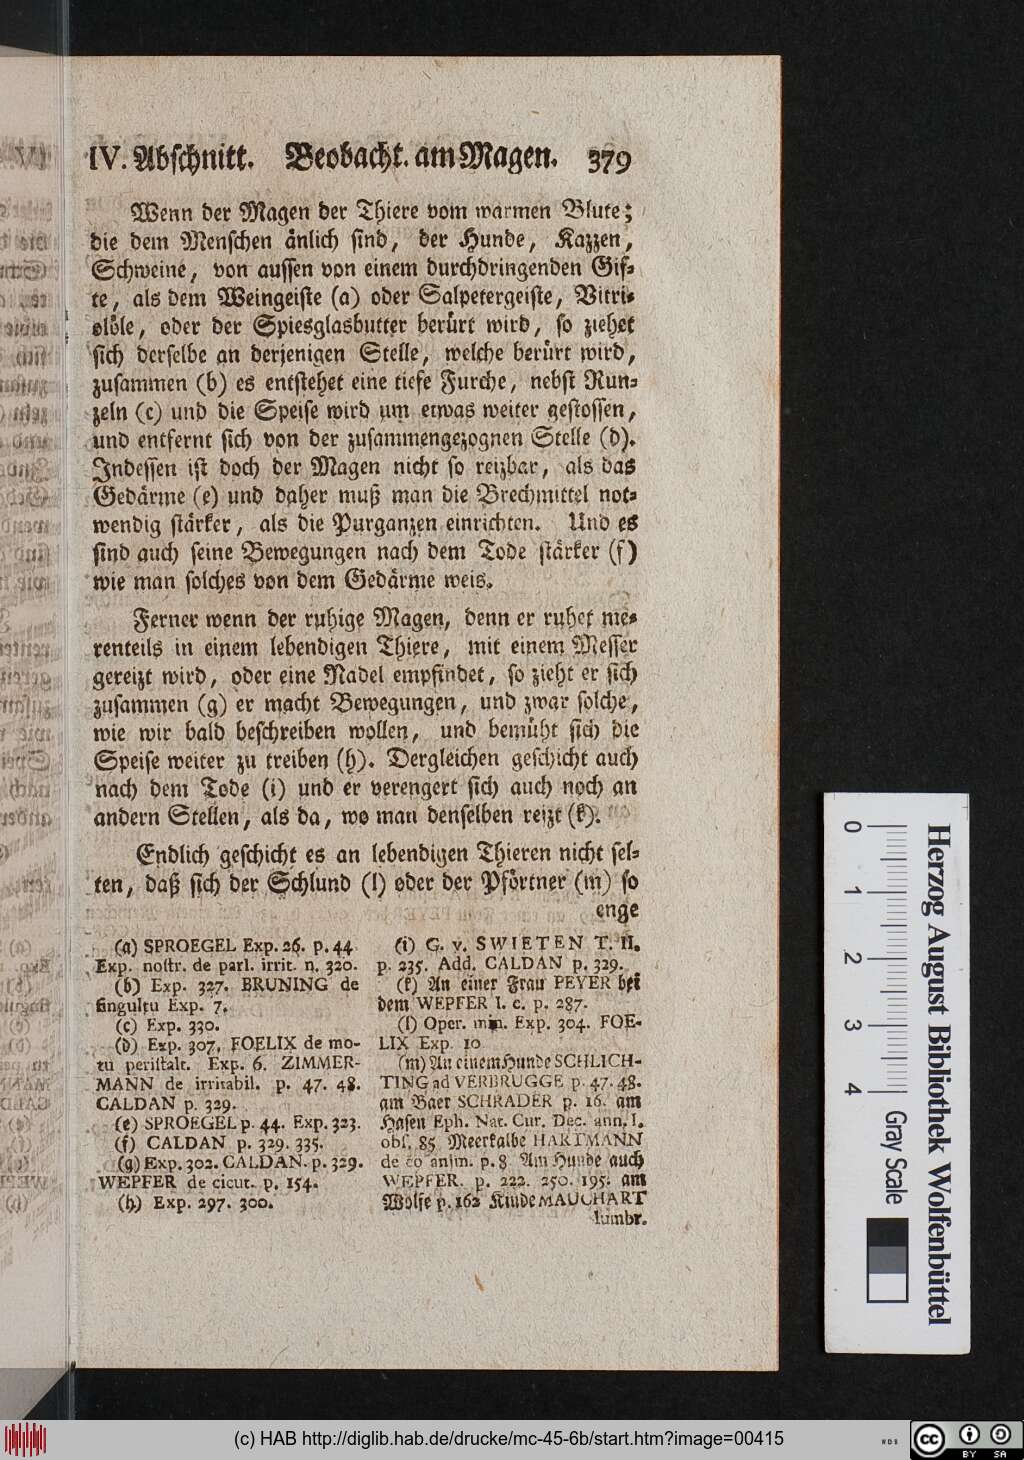 IV. Abschnitt. Beobacht. am Magen. 379
Wenn der Magen der Thiere vom warmen Blute;
die dem Menschen änlich sind, der Hunde, Kazzen,
Schweine, von aussen von einem durchdringenden Gif-
te, als dem Weingeiste (a) oder Salpetergeiste, Vitri-
olöle, oder der Spiesglasbutter berürt wird, so ziehet
sich derselbe an derjenigen Stelle, welche berürt wird,
zusammen (b) es entstehet eine tiefe Furche, nebst Run-
zeln (c) und die Speise wird um etwas weiter gestossen,
und entfernt sich von der zusammengezognen Stelle (d).
Indessen ist doch der Magen nicht so reizbar, als das
Gedärme (e) und daher muß man die Brechmittel not-
wendig stärker, als die Purganzen einrichten. Und es
sind auch seine Bewegungen nach dem Tode stärker (f)
wie man solches von dem Gedärme weis.
Ferner wenn der ruhige Magen, denn er ruhet me-
renteils in einem lebendigen Thiere, mit einem Messer
gereizt wird, oder eine Nadel empfindet, so zieht er sich
zusammen (g) er macht Bewegungen, und zwar solche,
wie wir bald beschreiben wollen, und bemüht sich die
Speise weiter zu treiben (h). Dergleichen geschicht auch
nach dem Tode (i) und er verengert sich auch noch an
andern Stellen, als da, wo man denselben reizt (k).
Endlich geschicht es an lebendigen Thieren nicht sel-
ten, daß sich der Schlund (l) oder der Pförtner (m) so
enge
(a) SPROEGEL Exp. 26. p. 44
Exp. nostr. de parl. irrit. n. 320.
(b) Exp. 327. BRUNING de
singultu Exp. 7.
(c) Exp. 330.
(d) Exp. 307. FOELIX de mo-
tu peristalt. Exp. 6. ZIMMER-
MANN de irritabil. p. 47. 48.
CALDAN p. 329.
(e) SPROEGEL p. 44. Exp. 323.
(f) CALDAN p. 329. 335.
(g) Exp. 302. CALDAN. p. 329.
WEPFER de cicut. p. 154.
(h) Exp. 297. 300.
(i) G. v. SWIETEN T. II.
p. 235. Add. CALDAN p. 329.
(k) An einer Frau PEYER bei
dem WEPFER l. c. p. 287.
(l) Oper. min. Exp. 304. FOE-
LIX Exp. 10
(m) An einem Hunde SCHLICH-
TING ad VERBRUGGE p. 47. 48.
am Baer SCHRADER p. 16. am
Hasen Eph. Nat. Cur. Dec. ann. I.
obs. 85. Meerkalbe HARTMANN
de eo anim. p. 8. Am Hunde auch
WEPFER. p. 222. 250. 195. am
Wolfe p. 162 Kinde MAUCHART
lumbr.
0 1 2 3 4 Gray Scale
Herzog August Bibliothek Wolfenbüttel
(c) HAB http://diglib.hab.de/drucke/mc-45-6b/start.htm?image=00415
cc BY SA